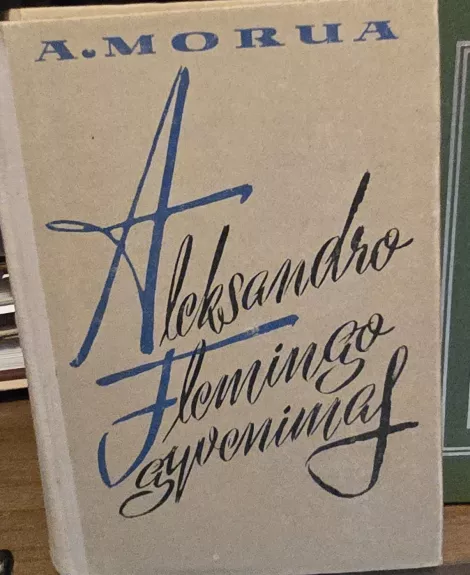 A. MORUA
Aleksandro
Flemingo
gyvenimas